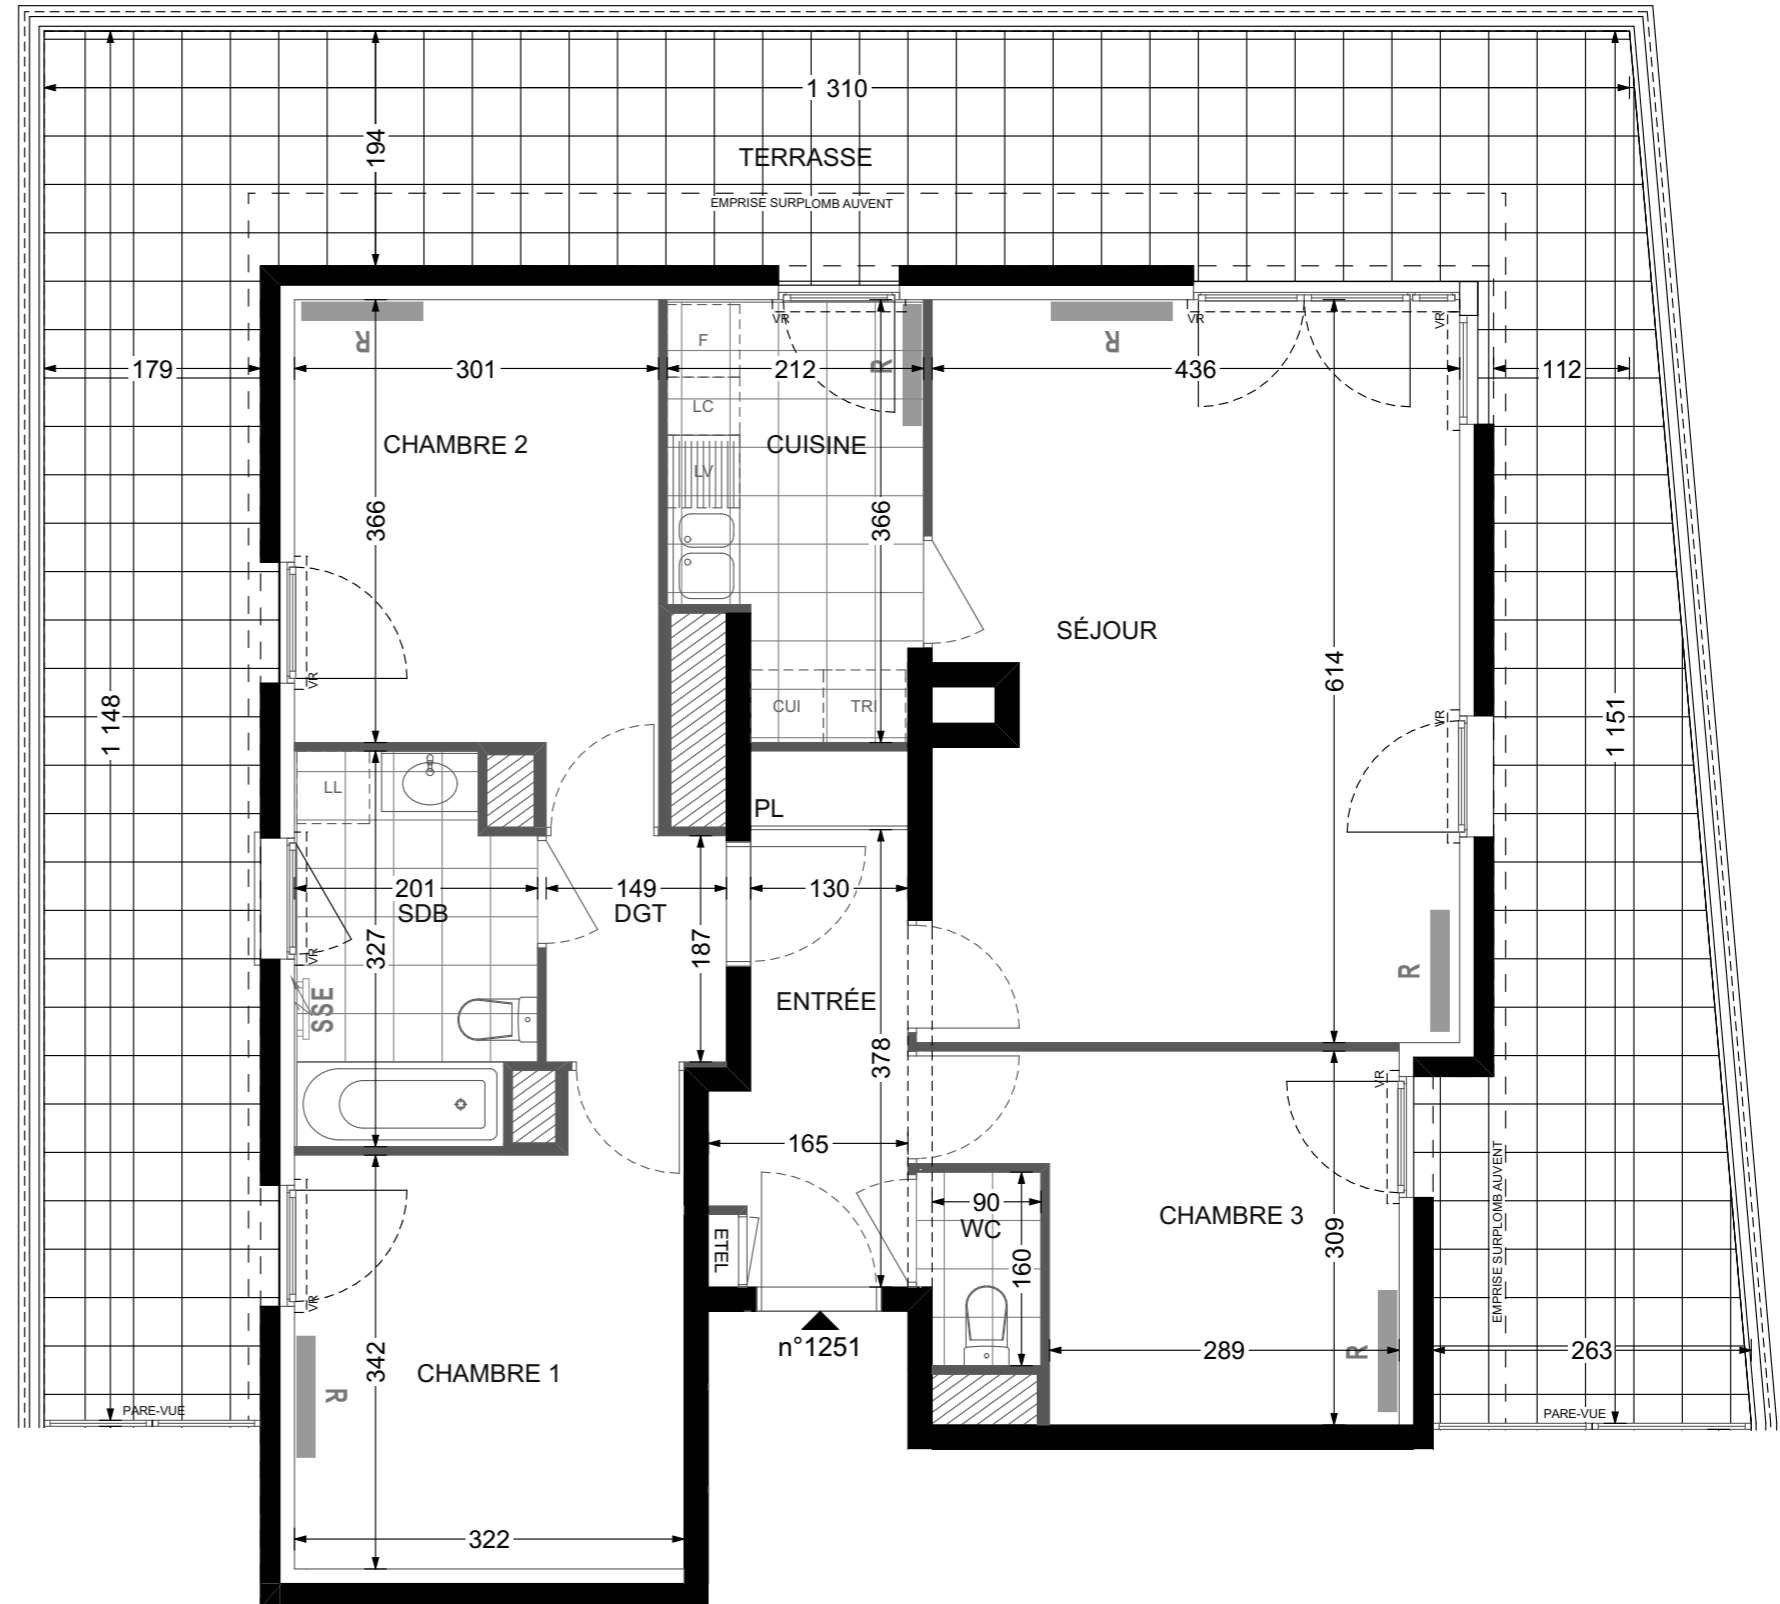 1 310
194
TERRASSE
EMPRISE SURPLOMB AUVENT
VR
VR
VR
R
R
R
F
179
301
212
436
112
LC
CHAMBRE 2
CUISINE
LV
366
366
SÉJOUR
614
VR
1 148
CUI
TRI
VR
1 151
LL
PL
201
149
130
SDB
DGT
327
187
VR
R
SSE
ENTRÉE
378
VR
165
EMPRISE SURPLOMB AUVENT
90
WC
CHAMBRE 3
309
ETEL
160
VR
n°1251
342
CHAMBRE 1
289
R
263
R
PARE-VUE
PARE-VUE
322